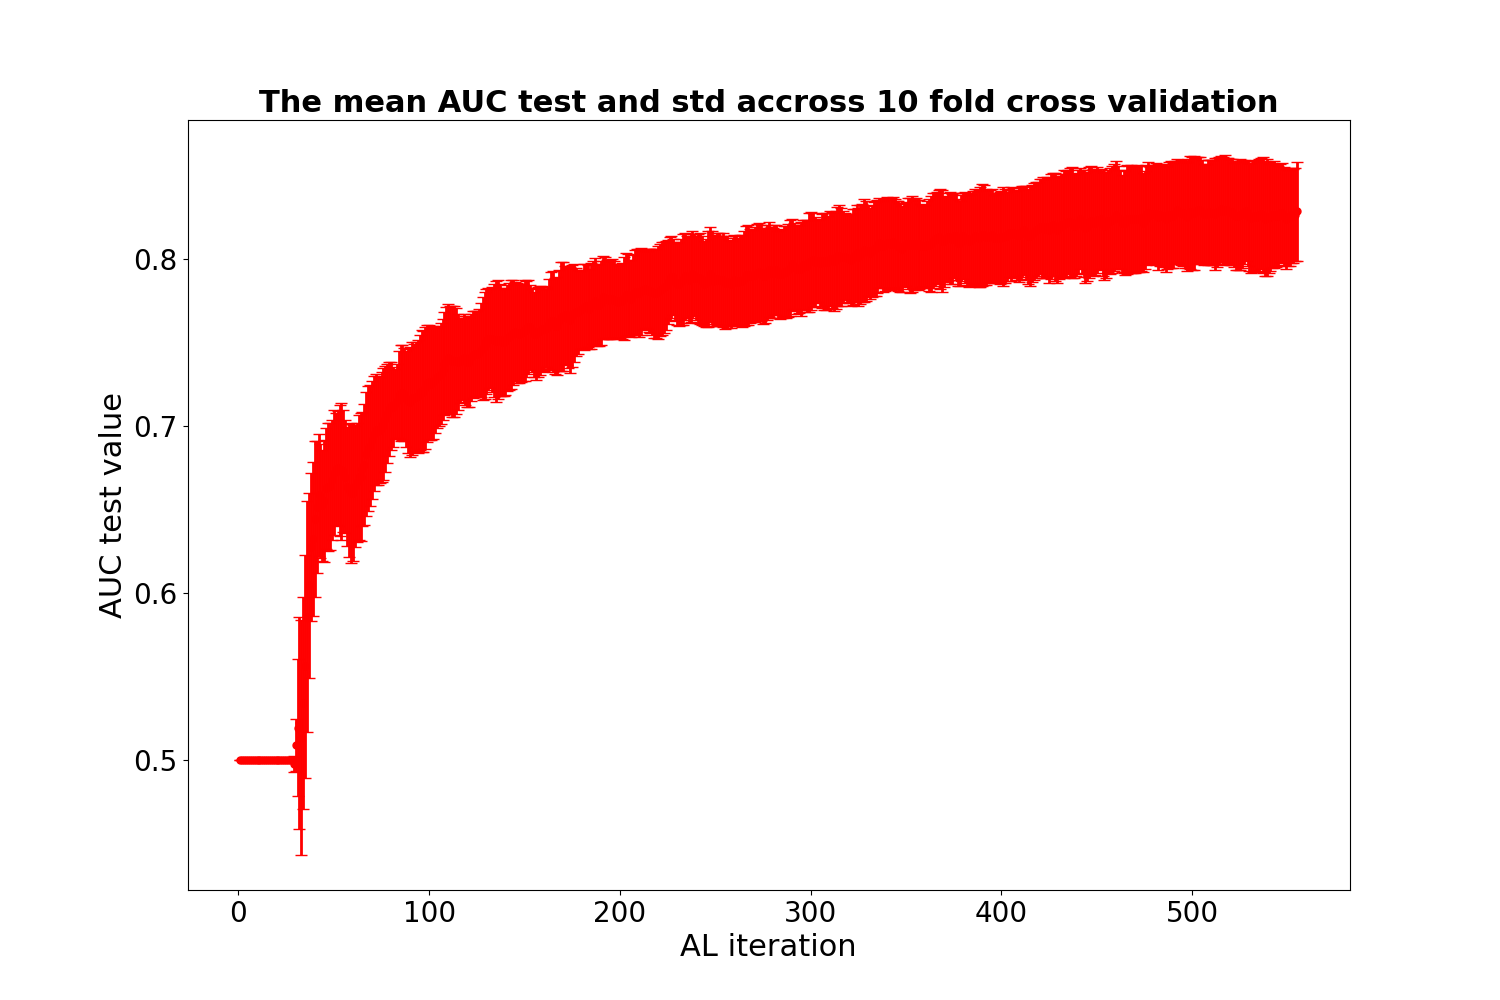 The mean AUC test and std accross 10 fold cross validation
AUC test value
0.8
0.7
0.6
0.5
0 100 200 300 400 500
AL iteration